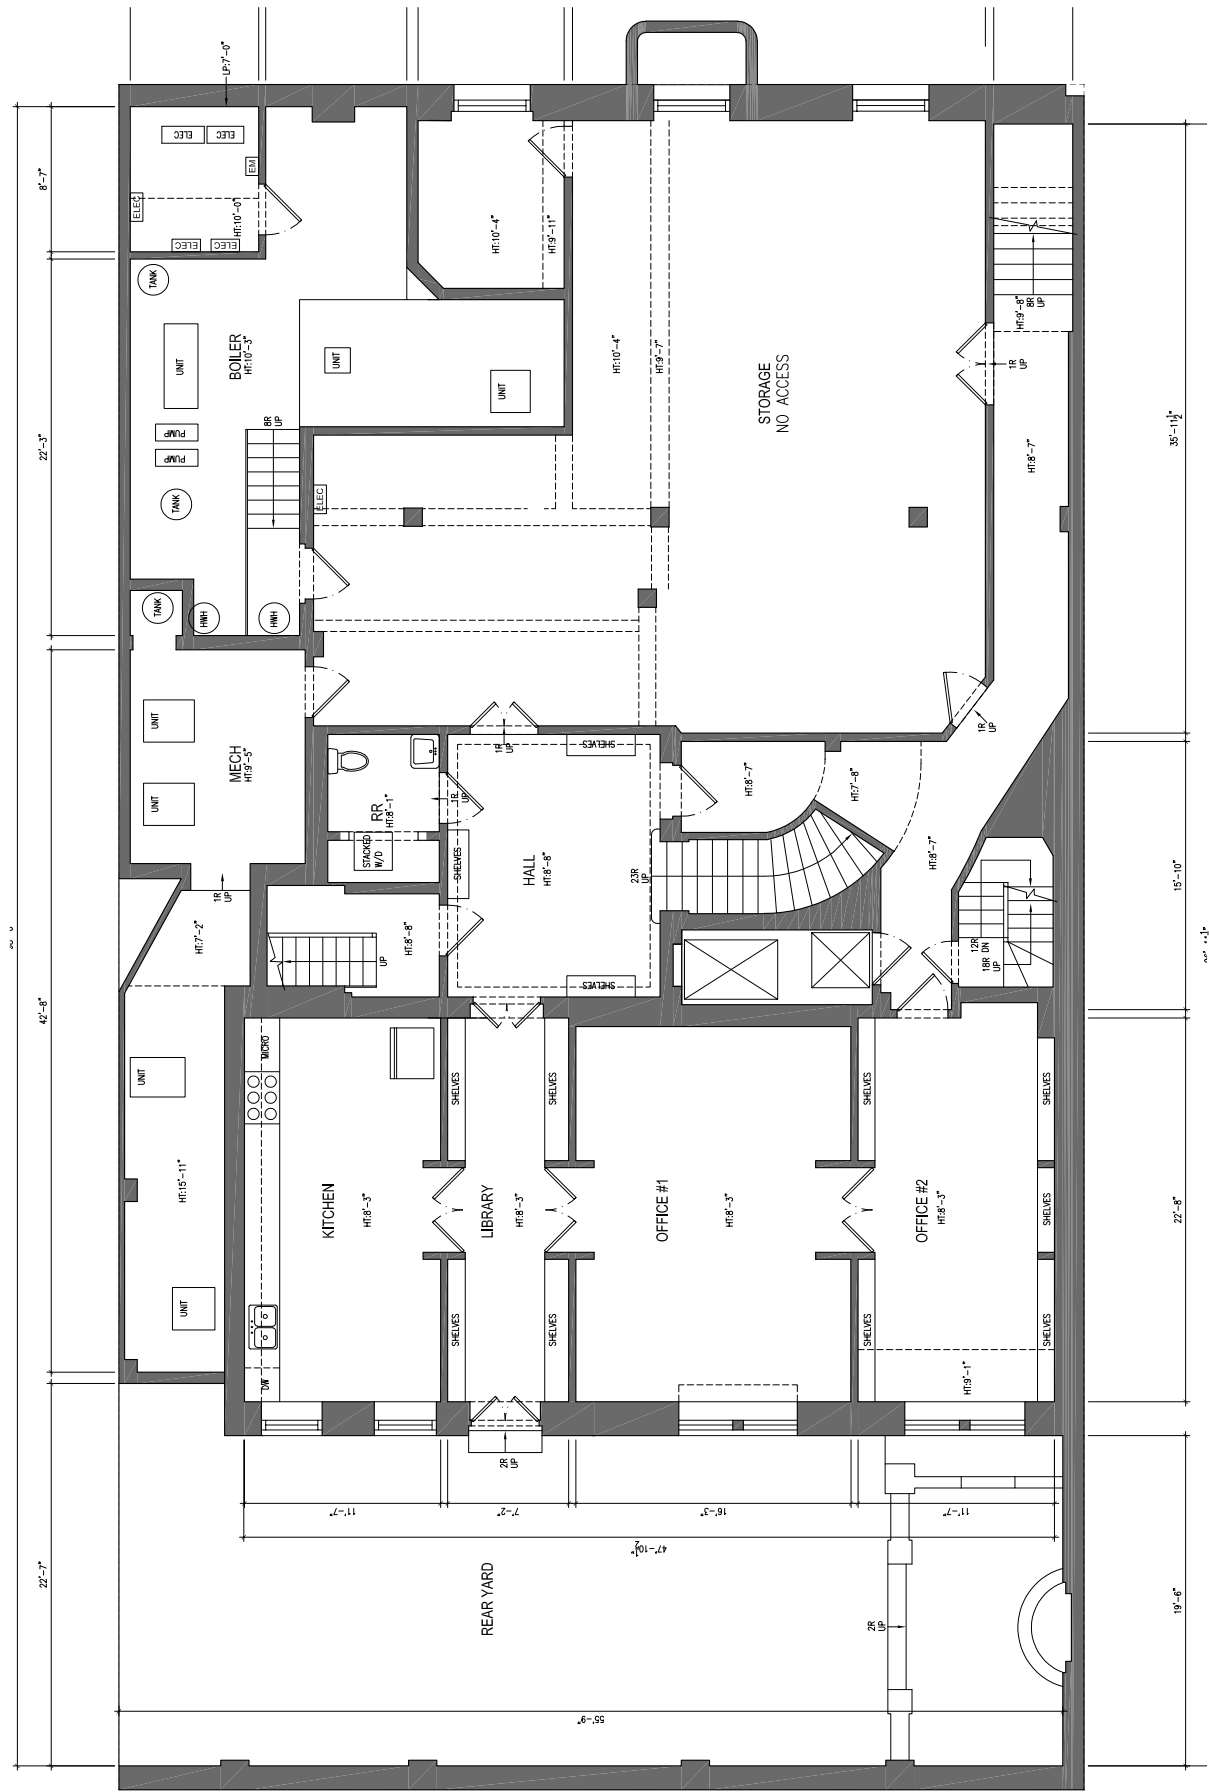 LP:7'-0"
8'-7"
ELEC
ELEC
EM
ELEC
HT:10'-0"
ELEC
ELEC
HT:10'-4"
HT:9'-11"
TANK
UNIT
BOILER
HT:10'-3"
UNIT
UNIT
PUMP
PUMP
8R
UP
TANK
22'-3"
HT:10'-4"
HT:9'-7"
STORAGE
NO ACCESS
8R
UP
HT:9'-8"
1R
UP
HT:8'-7"
35'-11½"
ELEC
TANK
HWH
HWH
UNIT
UNIT
MECH
HT:9'-5"
1R
UP
SHELVES
1R
UP
RR
HT:8'-1"
1R
UP
STACKED
W/D
SHELVES
HALL
HT:8'-8"
23R
UP
HT:8'-7"
HT:7'-8"
HT:8'-7"
15'-10"
1R
UP
HT:7'-2"
UP
HT:8'-8"
SHELVES
12R
DN
18R
UP
42'-8"
UNIT
HT:15'-11"
UNIT
MICRO
KITCHEN
HT:8'-3"
DW
SHELVES
SHELVES
LIBRARY
HT:8'-3"
SHELVES
SHELVES
OFFICE #1
HT:8'-3"
SHELVES
SHELVES
OFFICE #2
HT:8'-3"
SHELVES
HT:9'-1"
SHELVES
22'-8"
2R
UP
11'-7"
7'-2"
16'-3"
11'-7"
47'-10½"
22'-7"
REAR YARD
2R
UP
19'-6"
55'-9"